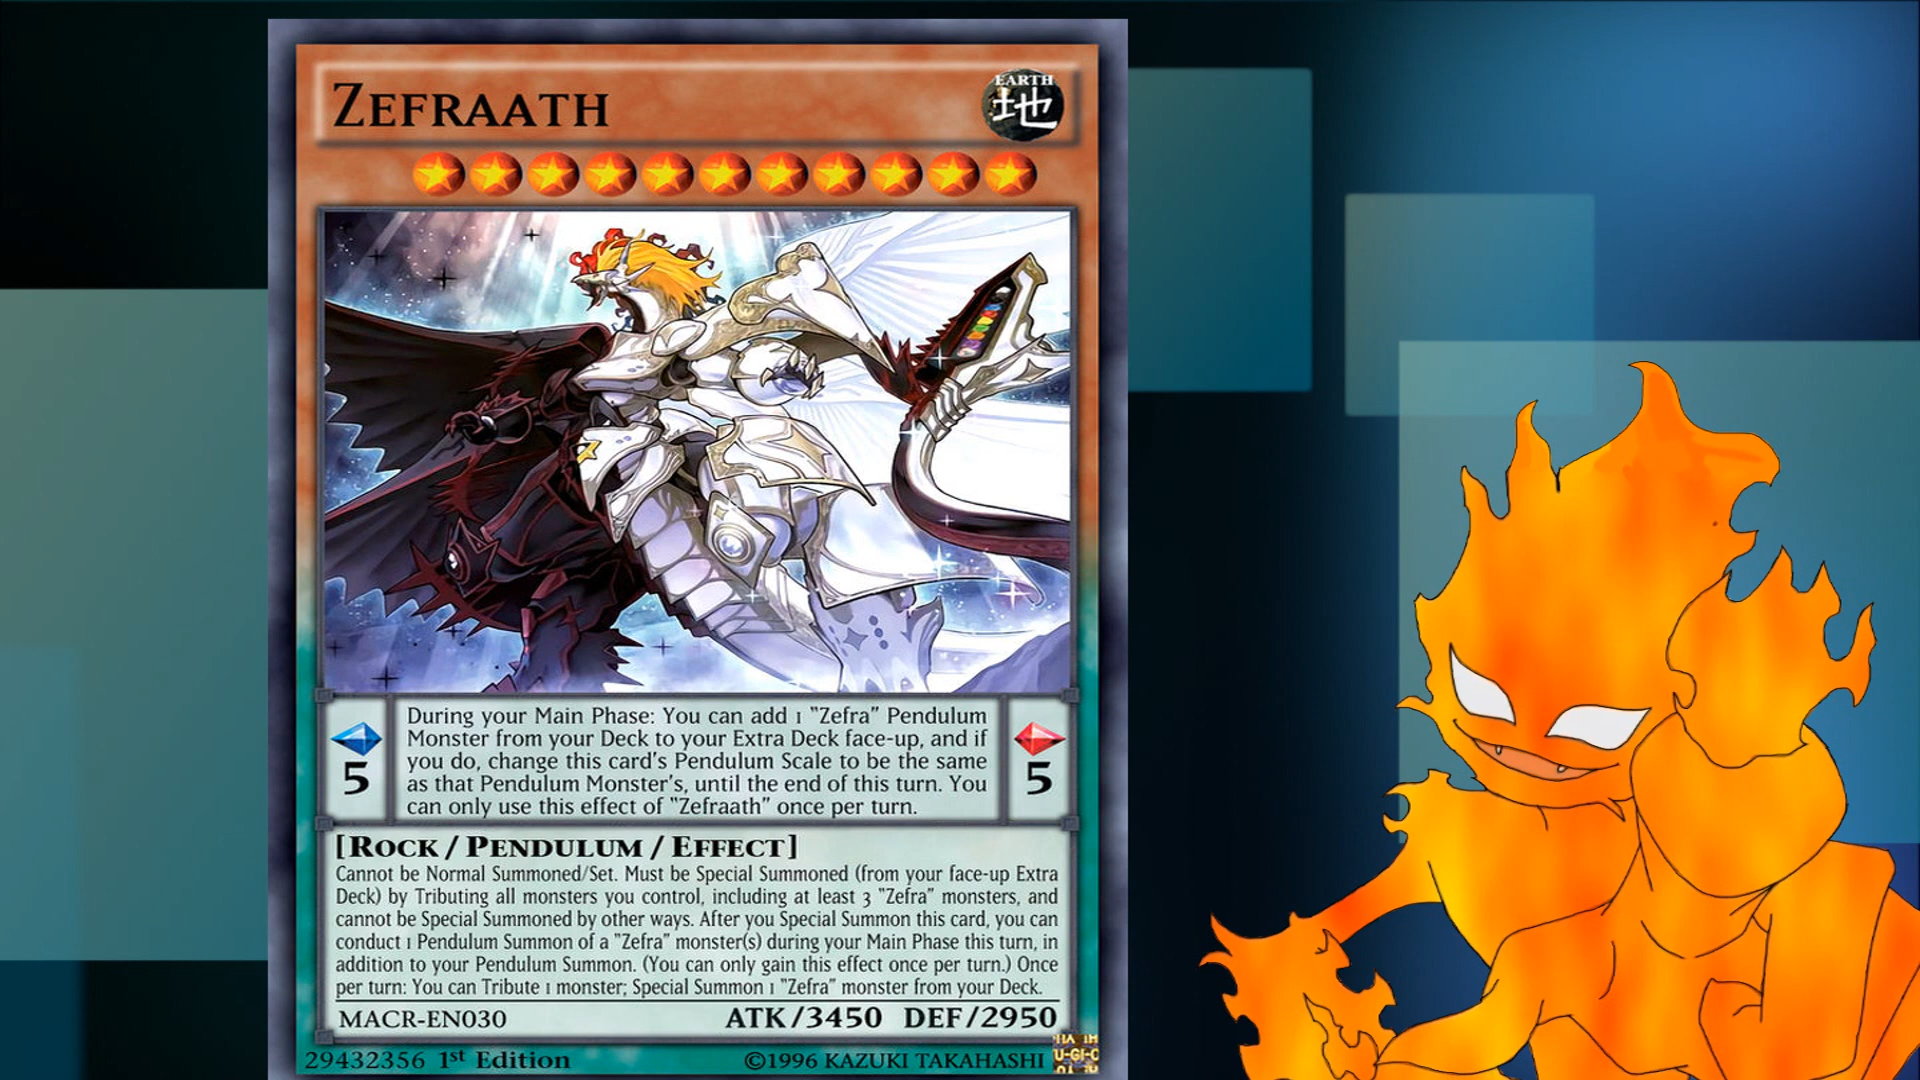 ZEFRAATH
EARTH
地
During your Main Phase: You can add 1 "Zefra" Pendulum
Monster from your Deck to your Extra Deck face-up, and if
you do, change this card's Pendulum Scale to be the same
as that Pendulum Monster's, until the end of this turn. You
can only use this effect of "Zefraath" once per turn.
5
5
[ROCK / PENDULUM / EFFECT]
Cannot be Normal Summoned/Set. Must be Special Summoned (from your face-up Extra
Deck) by Tributing all monsters you control, including at least 3 "Zefra" monsters, and
cannot be Special Summoned by other ways. After you Special Summon this card, you can
conduct 1 Pendulum Summon of a "Zefra" monster(s) during your Main Phase this turn, in
addition to your Pendulum Summon. (You can only gain this effect once per turn.) Once
per turn: You can Tribute 1 monster; Special Summon 1 "Zefra" monster from your Deck.
MACR-EN030
ATK/3450 DEF/2950
29432356 1st Edition
©1996 KAZUKI TAKAHASHI